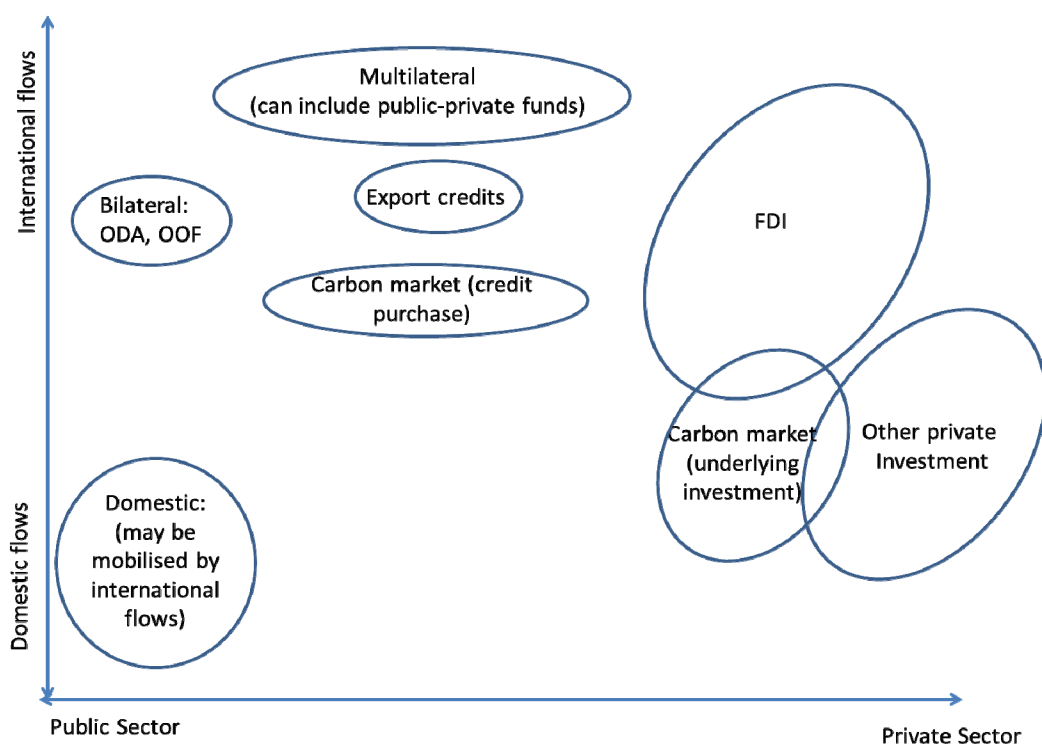 International flows
Multilateral
(can include public-private funds)
Export credits
Bilateral:
ODA, OOF
FDI
Carbon market (credit
purchase)
Carbon market
(underlying
investment)
Other private
Investment
Domestic flows
Domestic:
(may be
mobilised by
international
flows)
Public Sector
Private Sector